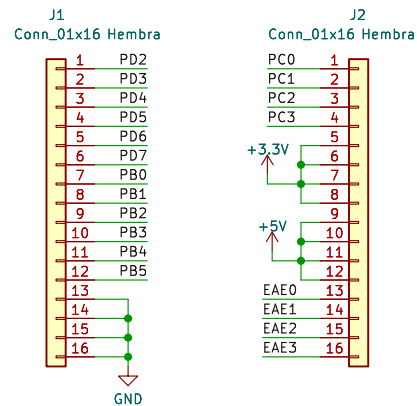 J1
Conn_01x16 Hembra
1 PD2
2 PD3
3 PD4
4 PD5
5 PD6
6 PD7
7 PB0
8 PB1
9 PB2
10 PB3
11 PB4
12 PB5
13
14
15
16
GND
J2
Conn_01x16 Hembra
PC0 1
PC1 2
PC2 3
PC3 4
5
+3.3V 6
7
8
9
+5V 10
11
12
EAE0 13
EAE1 14
EAE2 15
EAE3 16